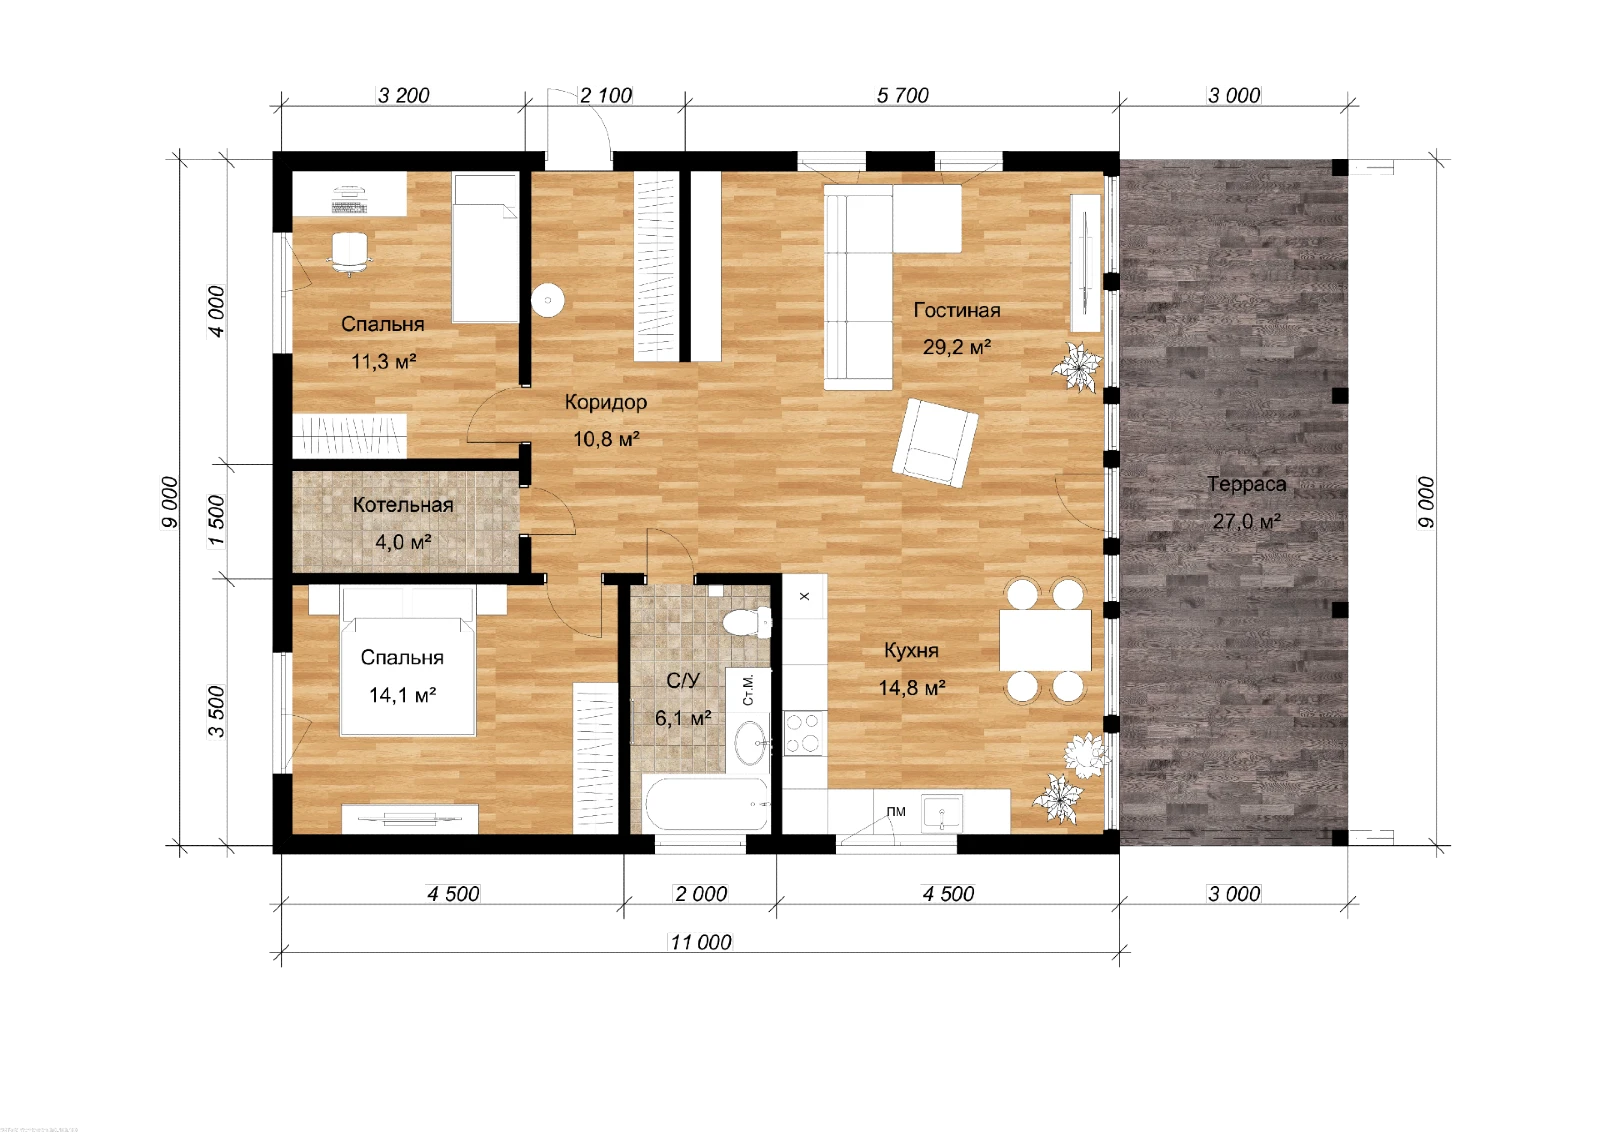 3 200
2 100
5 700
3 000
Спальня
11,3 м²
Гостиная
29,2 м²
4 000
Коридор
10,8 м²
9 000
1 500
Котельная
4,0 м²
Терраса
27,0 м²
9 000
X
Спальня
14,1 м²
3 500
С/У
6,1 м²
Ст.М.
Кухня
14,8 м²
ПМ
4 500
2 000
4 500
3 000
11 000